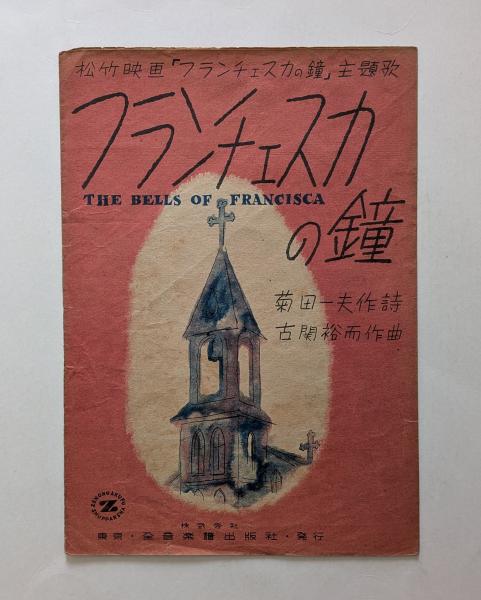 松竹映画「フランチェスカの鐘」主題歌
フランチェスカ
THE BELLS OF FRANCISCA
の鐘
菊田一夫作詩
古関裕而作曲
ZENONGAKUFU
SHUPPANSHA
Z
株式会社
東京・全音楽譜出版社・発行